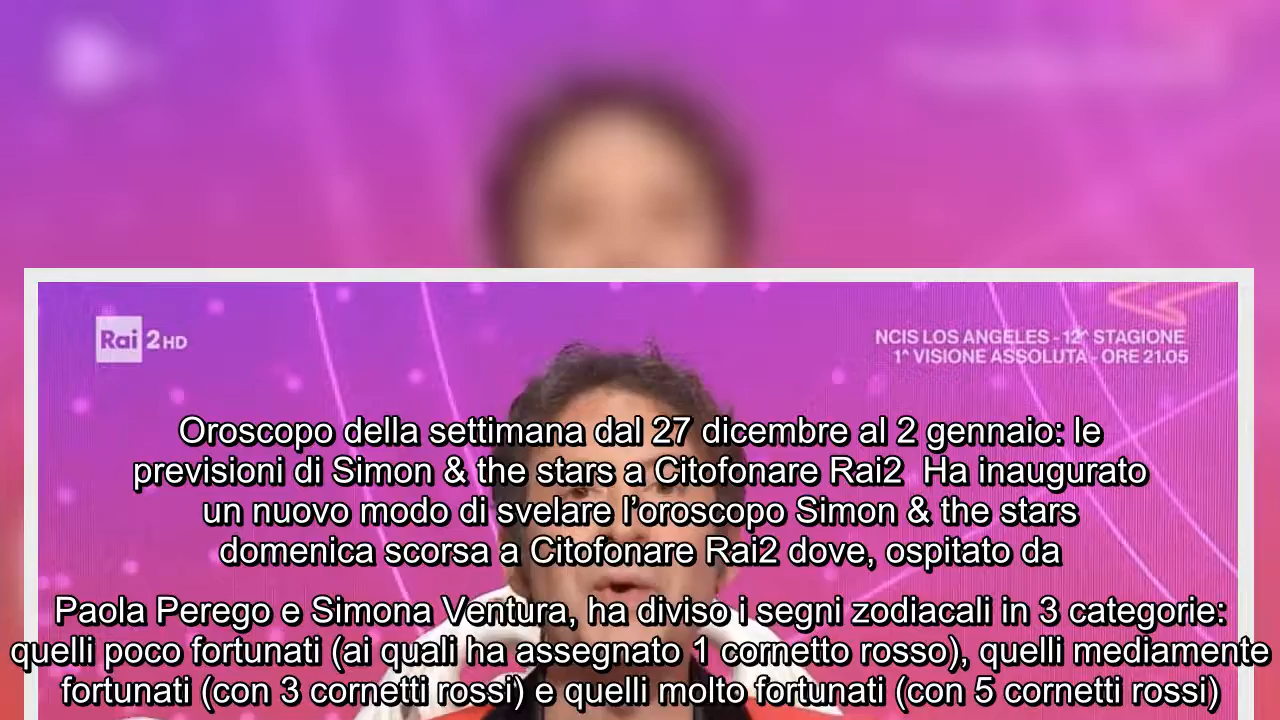 Rai 2 HD
NCIS LOS ANGELES - 12^ STAGIONE
1^ VISIONE ASSOLUTA - ORE 21.05
Oroscopo della settimana dal 27 dicembre al 2 gennaio: le
previsioni di Simon & the stars a Citofonare Rai2  Ha inaugurato
un nuovo modo di svelare l'oroscopo Simon & the stars
domenica scorsa a Citofonare Rai2 dove, ospitato da
Paola Perego e Simona Ventura, ha diviso i segni zodiacali in 3 categorie:
quelli poco fortunati (ai quali ha assegnato 1 cornetto rosso), quelli mediamente
fortunati (con 3 cornetti rossi) e quelli molto fortunati (con 5 cornetti rossi)